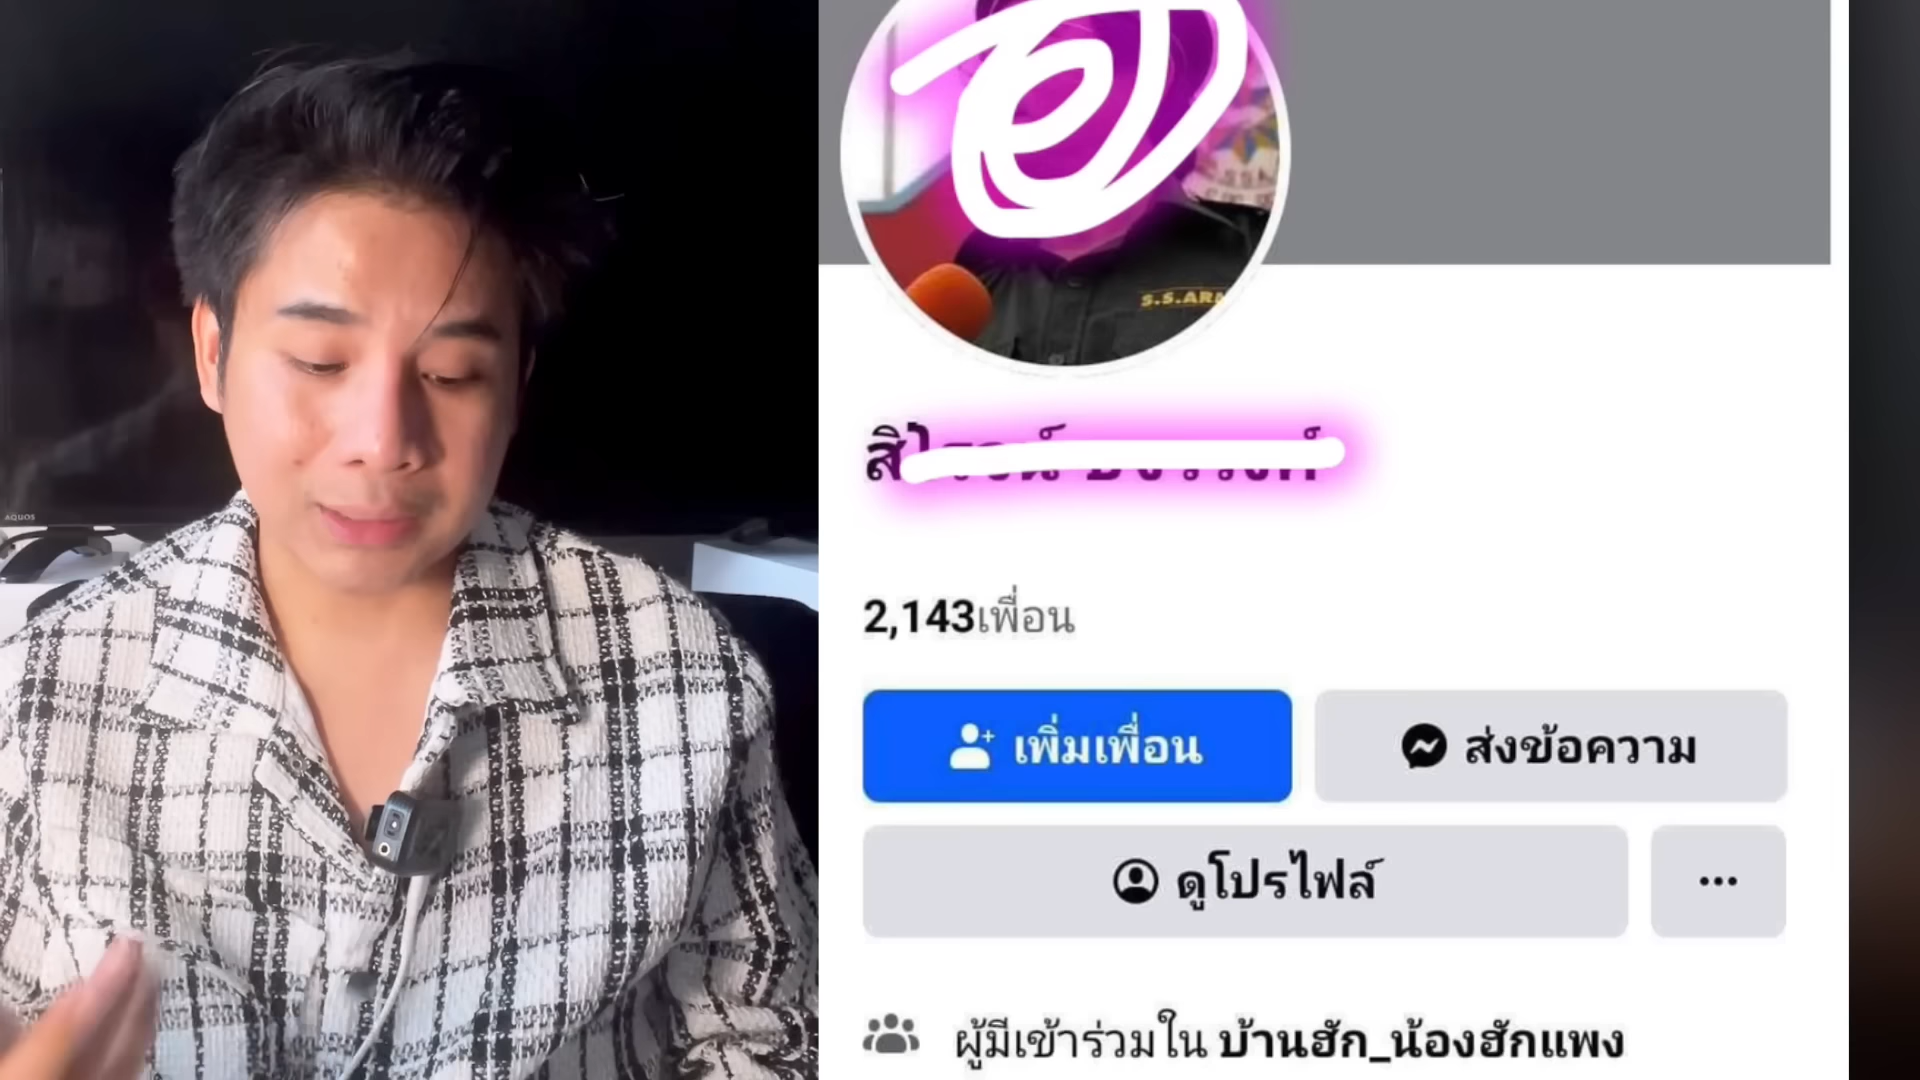 AQUOS
S.S.ARM
2,143เพื่อน
เพิ่มเพื่อน
ส่งข้อความ
ดูโปรไฟล์
ผู้มีเข้าร่วมใน บ้านฮัก_น้องฮักแพง